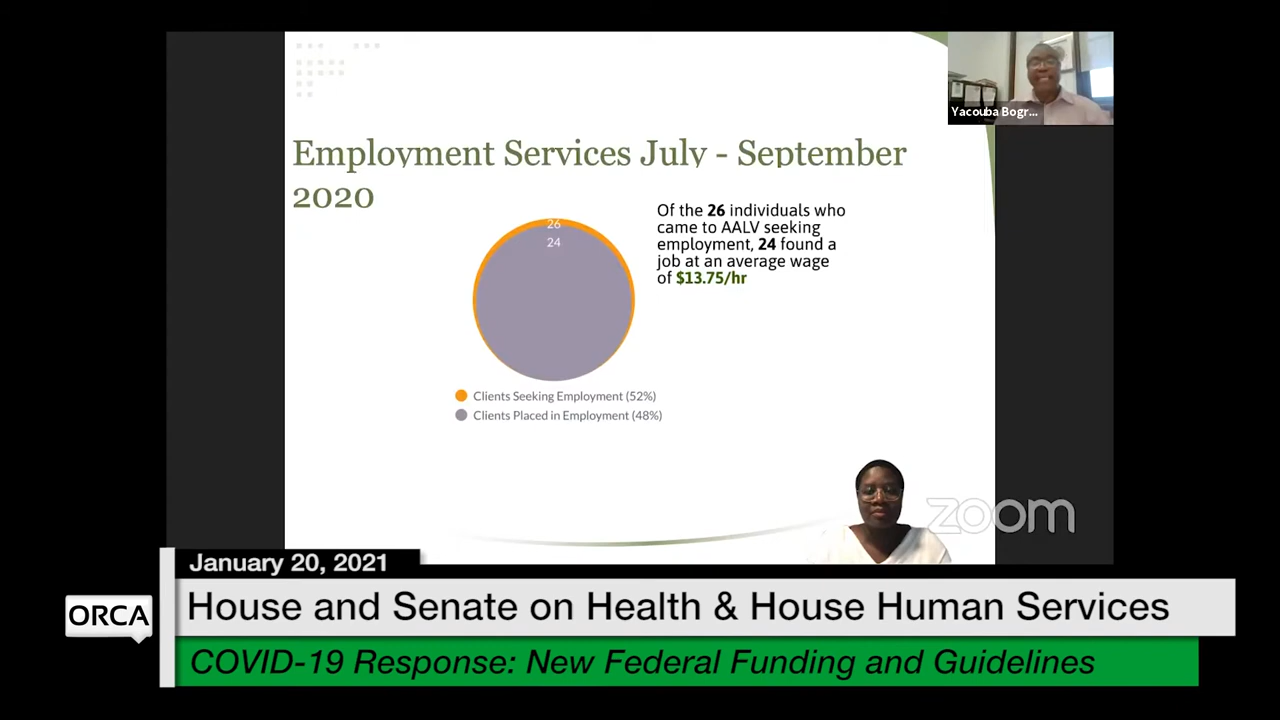 Yacouba Bogr...
Employment Services July - September
2020
26
24
Of the 26 individuals who
came to AALV seeking
employment, 24 found a
job at an average wage
of $13.75/hr
Clients Seeking Employment (52%)
Clients Placed in Employment (48%)
zoom
January 20, 2021
ORCA
House and Senate on Health & House Human Services
COVID-19 Response: New Federal Funding and Guidelines